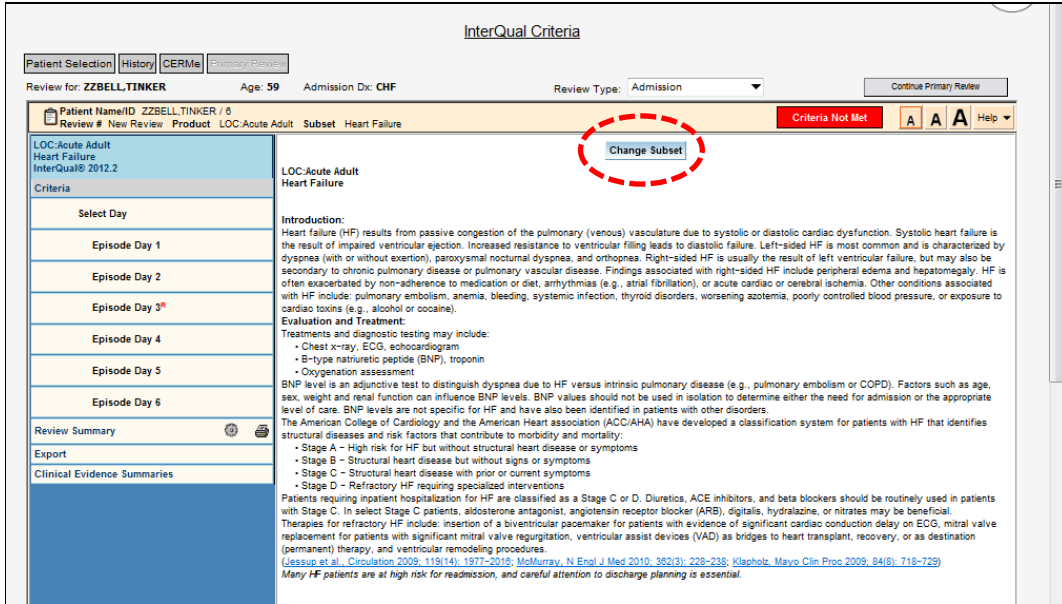 InterQual Criteria
Patient Selection History CERMe Primary Review
Review for: ZZBELL,TINKER Age: 59 Admission Dx: CHF Review Type: Admission Continue Primary Review
Patient Name/ID ZZBELL,TINKER / 6
Review # New Review Product LOC:Acute Adult Subset Heart Failure
Criteria Not Met A A A Help
LOC:Acute Adult
Heart Failure
InterQual® 2012.2
Criteria
Select Day
Episode Day 1
Episode Day 2
Episode Day 3R
Episode Day 4
Episode Day 5
Episode Day 6
Review Summary
Export
Clinical Evidence Summaries
Change Subset
LOC:Acute Adult
Heart Failure
Introduction:
Heart failure (HF) results from passive congestion of the pulmonary (venous) vasculature due to systolic or diastolic cardiac dysfunction. Systolic heart failure is
the result of impaired ventricular ejection. Increased resistance to ventricular filling leads to diastolic failure. Left-sided HF is most common and is characterized by
dyspnea (with or without exertion), paroxysmal nocturnal dyspnea, and orthopnea. Right-sided HF is usually the result of left ventricular failure, but may also be
secondary to chronic pulmonary disease or pulmonary vascular disease. Findings associated with right-sided HF include peripheral edema and hepatomegaly. HF is
often exacerbated by non-adherence to medication or diet, arrhythmias (e.g., atrial fibrillation), or acute cardiac or cerebral ischemia. Other conditions associated
with HF include: pulmonary embolism, anemia, bleeding, systemic infection, thyroid disorders, worsening azotemia, poorly controlled blood pressure, or exposure to
cardiac toxins (e.g., alcohol or cocaine).
Evaluation and Treatment:
Treatments and diagnostic testing may include:
• Chest x-ray, ECG, echocardiogram
• B-type natriuretic peptide (BNP), troponin
• Oxygenation assessment
BNP level is an adjunctive test to distinguish dyspnea due to HF versus intrinsic pulmonary disease (e.g., pulmonary embolism or COPD). Factors such as age,
sex, weight and renal function can influence BNP levels. BNP values should not be used in isolation to determine either the need for admission or the appropriate
level of care. BNP levels are not specific for HF and have also been identified in patients with other disorders.
The American College of Cardiology and the American Heart association (ACC/AHA) have developed a classification system for patients with HF that identifies
structural diseases and risk factors that contribute to morbidity and mortality:
• Stage A - High risk for HF but without structural heart disease or symptoms
• Stage B - Structural heart disease but without signs or symptoms
• Stage C - Structural heart disease with prior or current symptoms
• Stage D - Refractory HF requiring specialized interventions
Patients requiring inpatient hospitalization for HF are classified as a Stage C or D. Diuretics, ACE inhibitors, and beta blockers should be routinely used in patients
with Stage C. In select Stage C patients, aldosterone antagonist, angiotensin receptor blocker (ARB), digitalis, hydralazine, or nitrates may be beneficial.
Therapies for refractory HF include: insertion of a biventricular pacemaker for patients with evidence of significant cardiac conduction delay on ECG, mitral valve
replacement for patients with significant mitral valve regurgitation, ventricular assist devices (VAD) as bridges to heart transplant, recovery, or as destination
(permanent) therapy, and ventricular remodeling procedures.
(Jessup et al., Circulation 2009; 119(14): 1977-2016; McMurray, N Engl J Med 2010; 362(3): 228-238; Klapholz, Mayo Clin Proc 2009; 84(8): 718-729)
Many HF patients are at high risk for readmission, and careful attention to discharge planning is essential.